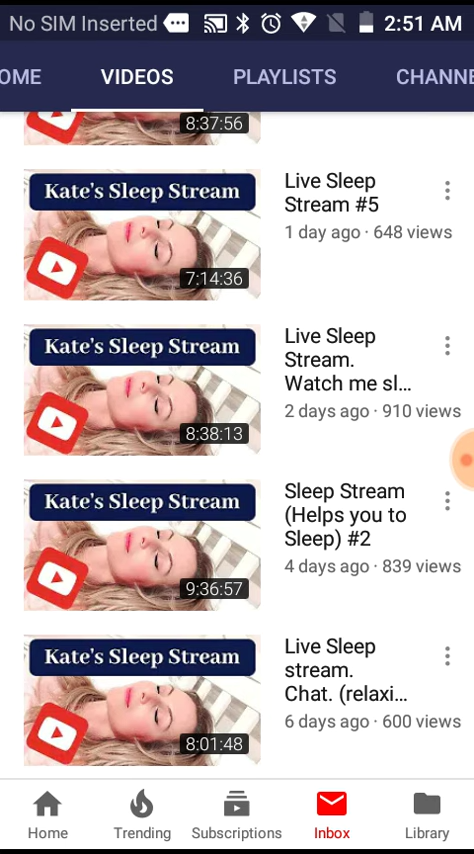 No SIM Inserted 2:51 AM
OME VIDEOS PLAYLISTS CHANNE
8:37:56
Kate's Sleep Stream
7:14:36
Live Sleep
Stream #5
1 day ago · 648 views
Kate's Sleep Stream
8:38:13
Live Sleep
Stream.
Watch me sl...
2 days ago · 910 views
Kate's Sleep Stream
9:36:57
Sleep Stream
(Helps you to
Sleep) #2
4 days ago · 839 views
Kate's Sleep Stream
8:01:48
Live Sleep
stream.
Chat. (relaxi...
6 days ago · 600 views
Home Trending Subscriptions Inbox Library